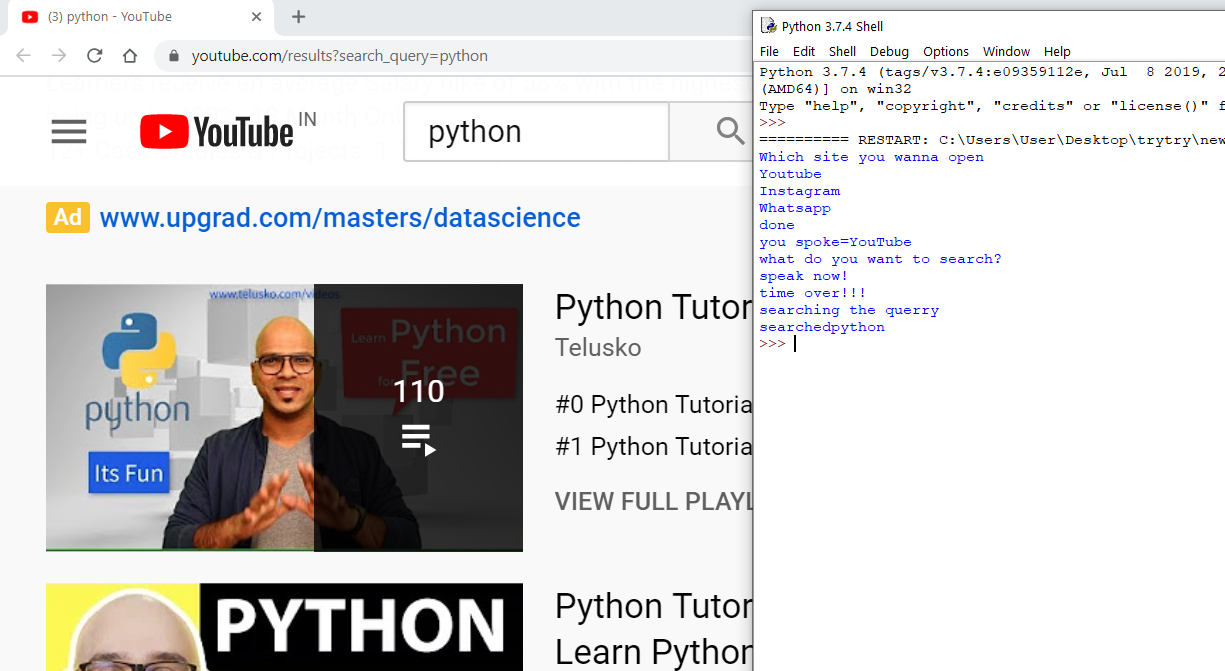 (3) python - YouTube
youtube.com/results?search_query=python
YouTube IN
python
Ad www.upgrad.com/masters/datascience
www.telusko.com/videos
python
Its Fun
Learn Python
for Free
110
Python Tutor
Telusko
#0 Python Tutoria
#1 Python Tutoria
VIEW FULL PLAYL
PYTHON
Python Tutor
Learn Python
Python 3.7.4 Shell
File Edit Shell Debug Options Window Help
Python 3.7.4 (tags/v3.7.4:e09359112e, Jul  8 2019, 2
(AMD64)] on win32
Type "help", "copyright", "credits" or "license()" f
>>>
========== RESTART: C:\Users\User\Desktop\trytry\new
Which site you wanna open
Youtube
Instagram
Whatsapp
done
you spoke=YouTube
what do you want to search?
speak now!
time over!!!
searching the querry
searchedpython
>>>